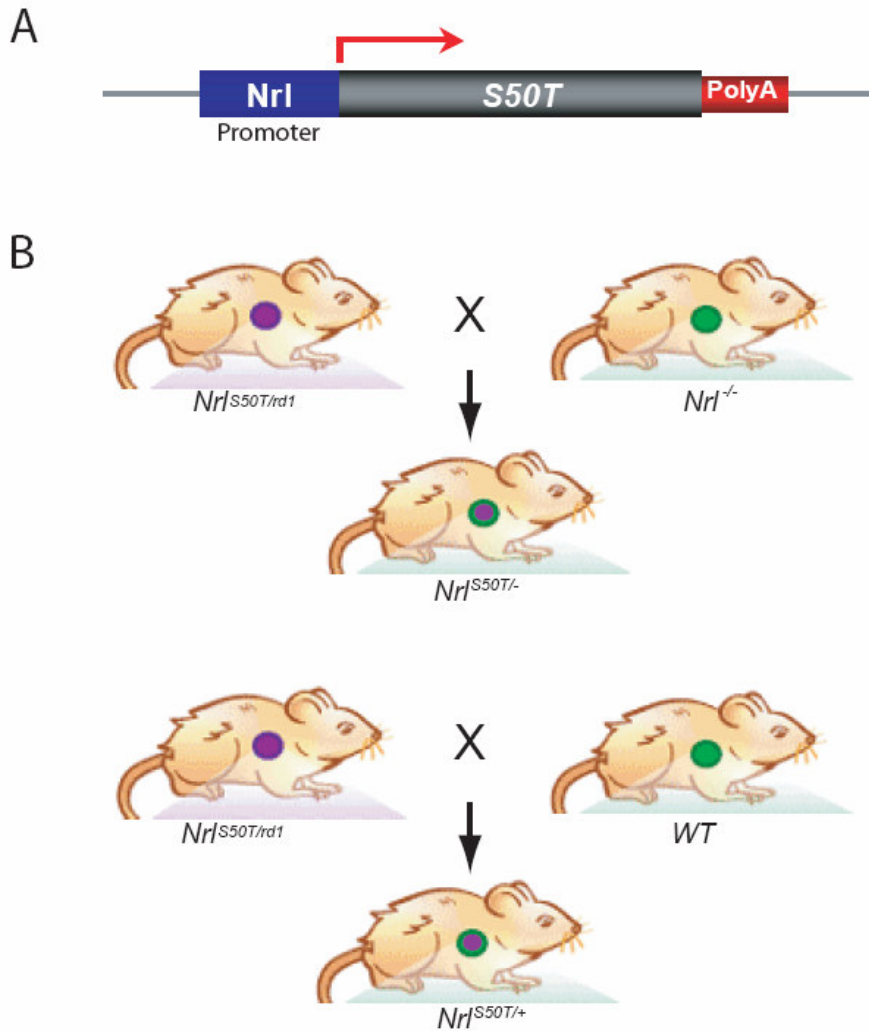 A
Nrl S50T PolyA
Promoter
B
X
Nrl^S50T/rd1 Nrl^-/-
Nrl^S50T/-
X
Nrl^S50T/rd1 WT
Nrl^S50T/+